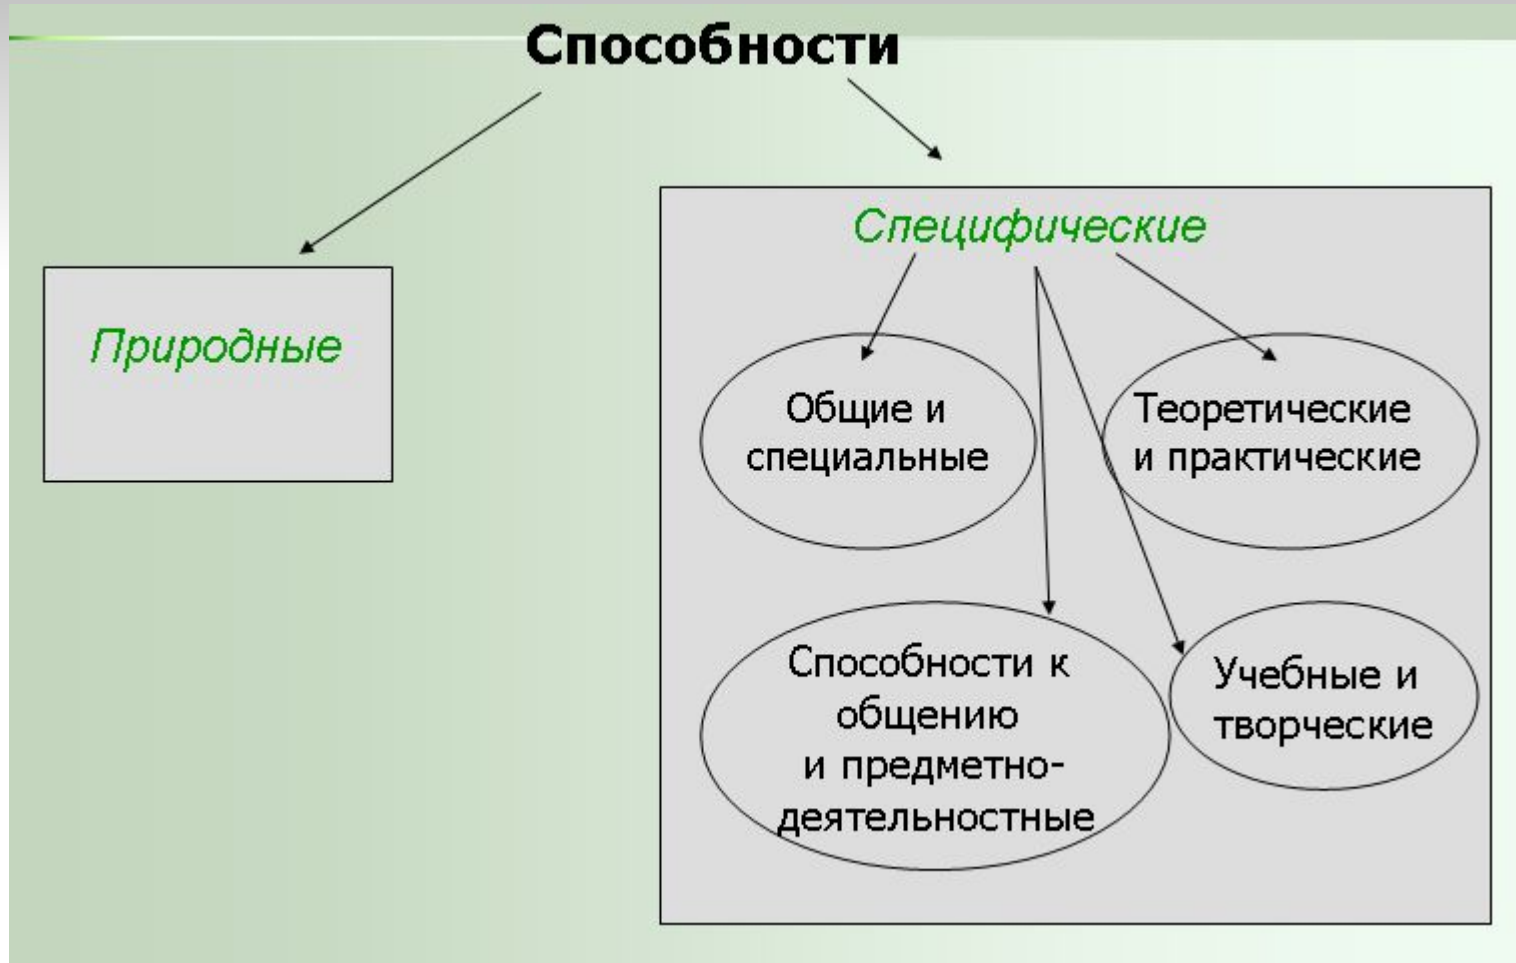 Способности
Природные
Специфические
Общие и
специальные
Теоретические
и практические
Способности к
общению
и предметно-
деятельностные
Учебные и
творческие